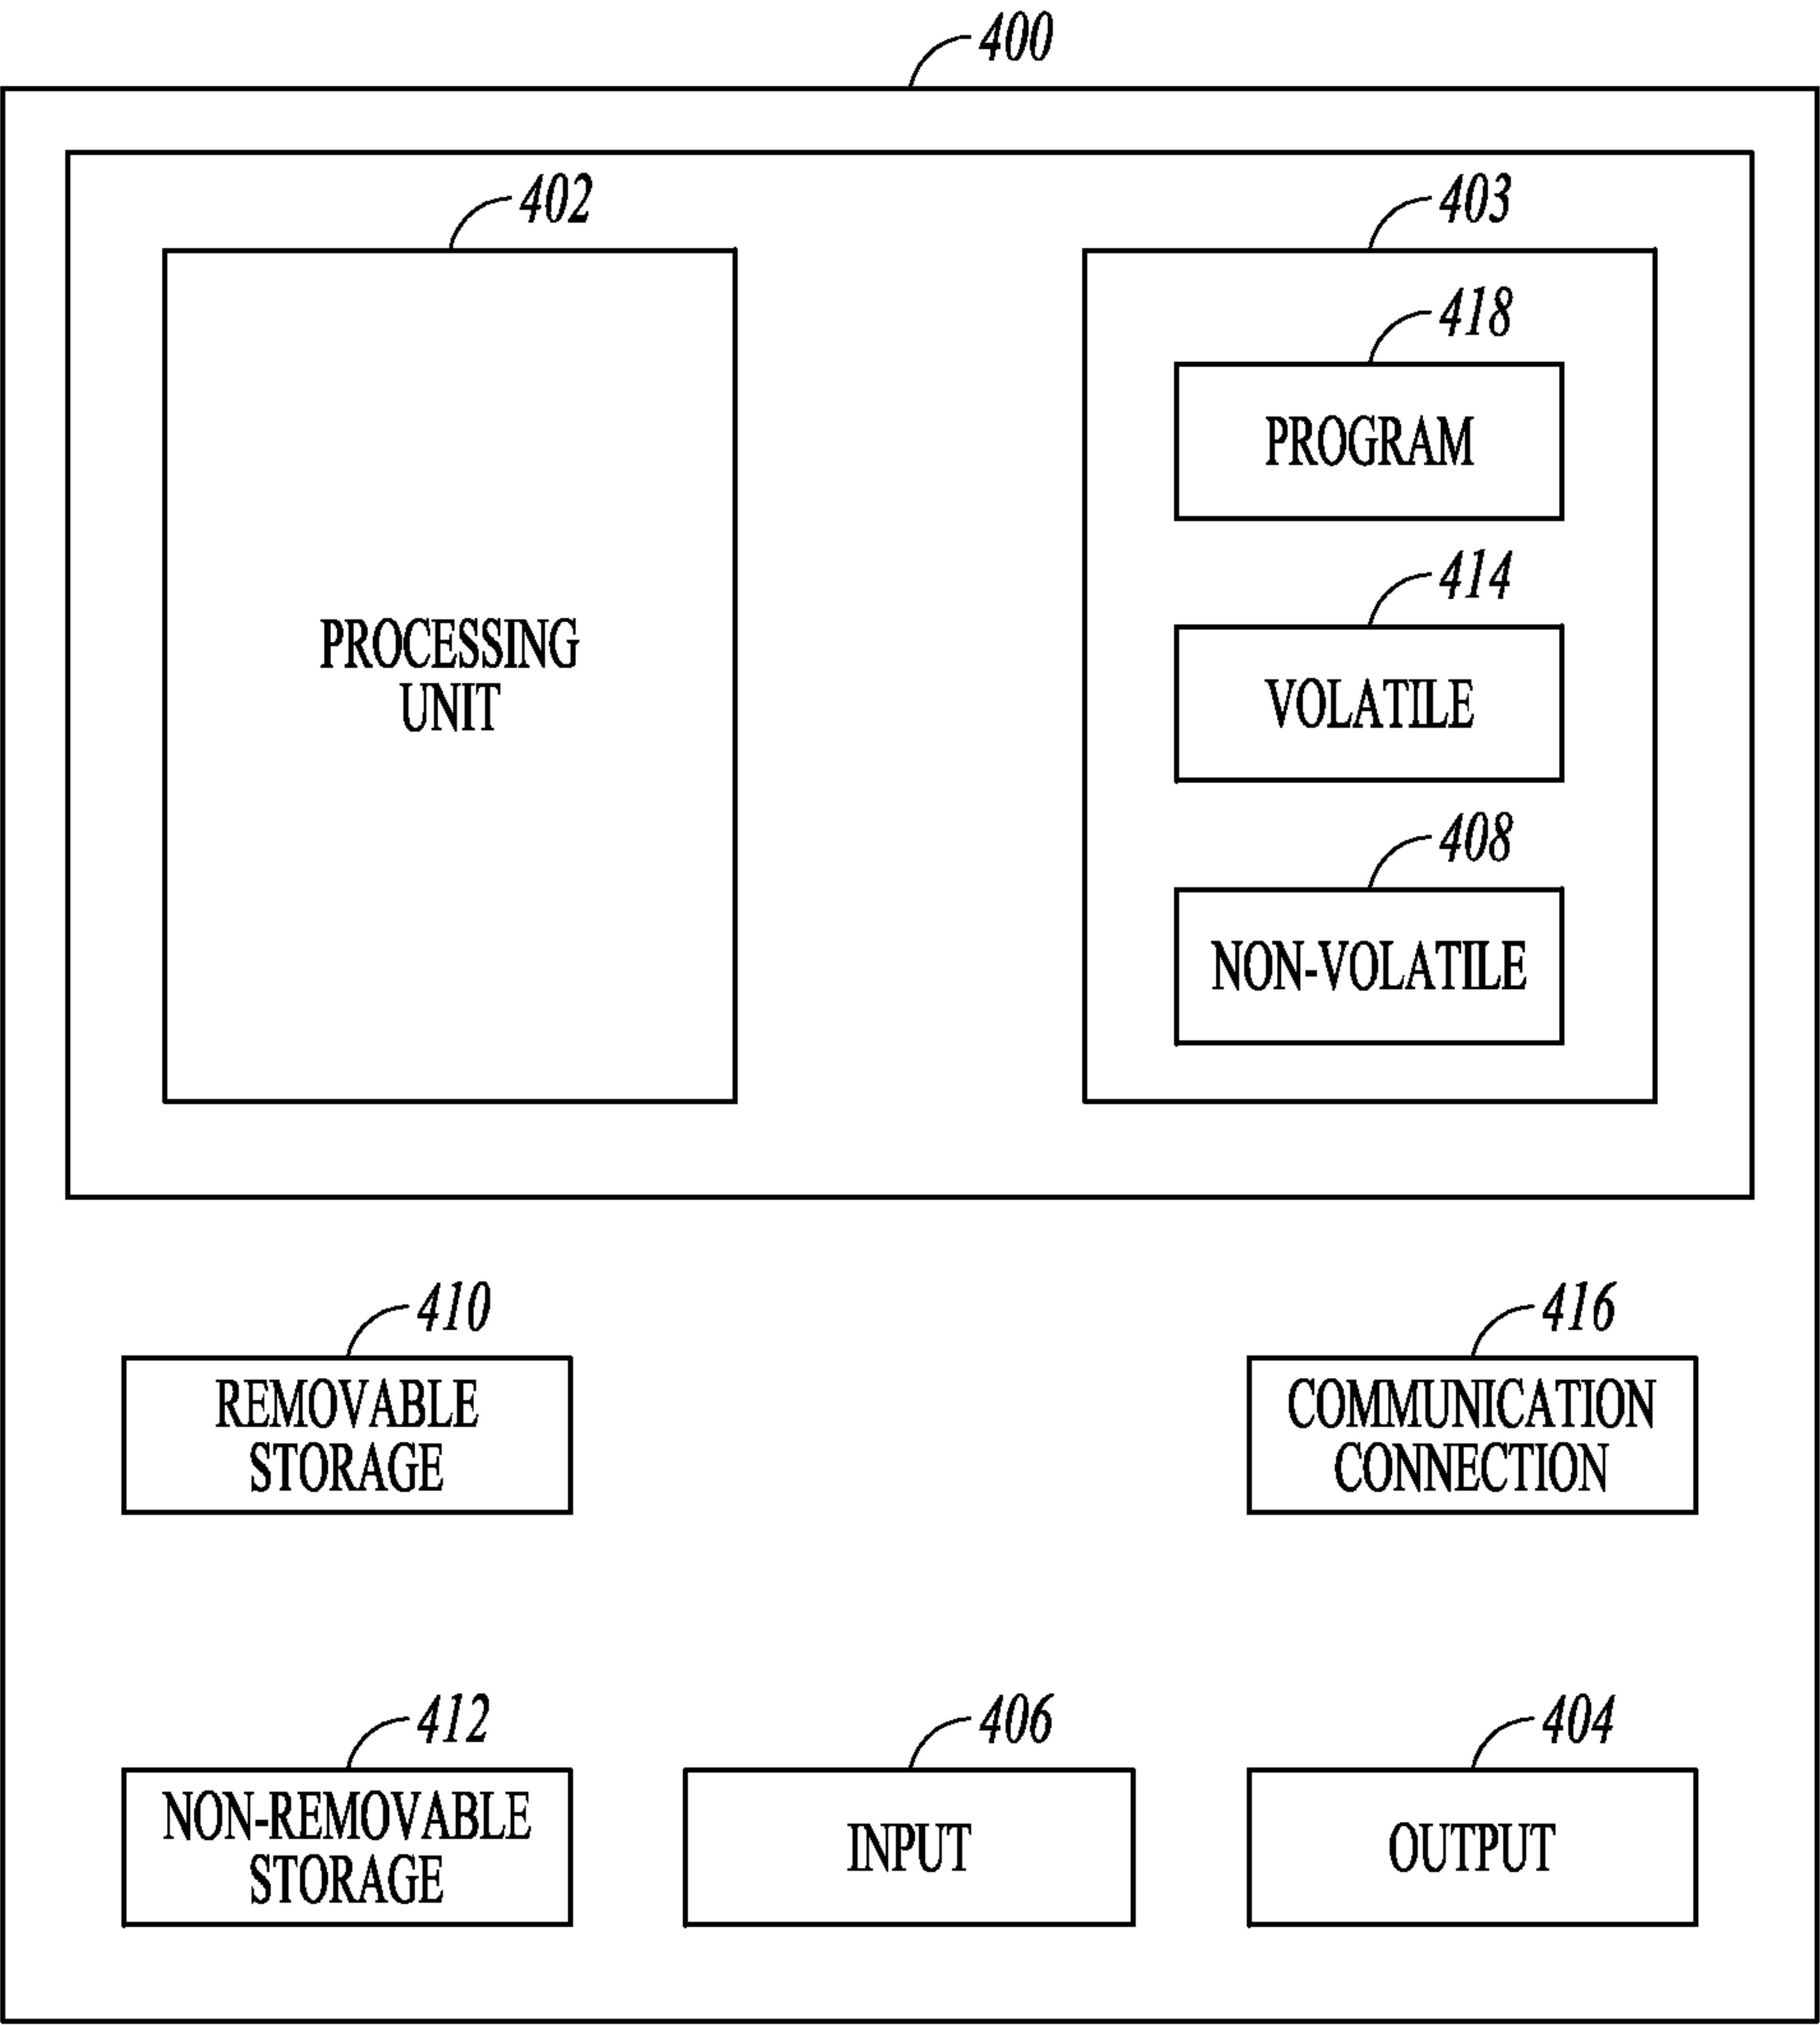 400
402
403
418
PROGRAM
414
PROCESSING
UNIT
VOLATILE
408
NON-VOLATILE
410
416
REMOVABLE
STORAGE
COMMUNICATION
CONNECTION
412
406
404
NON-REMOVABLE
STORAGE
INPUT
OUTPUT